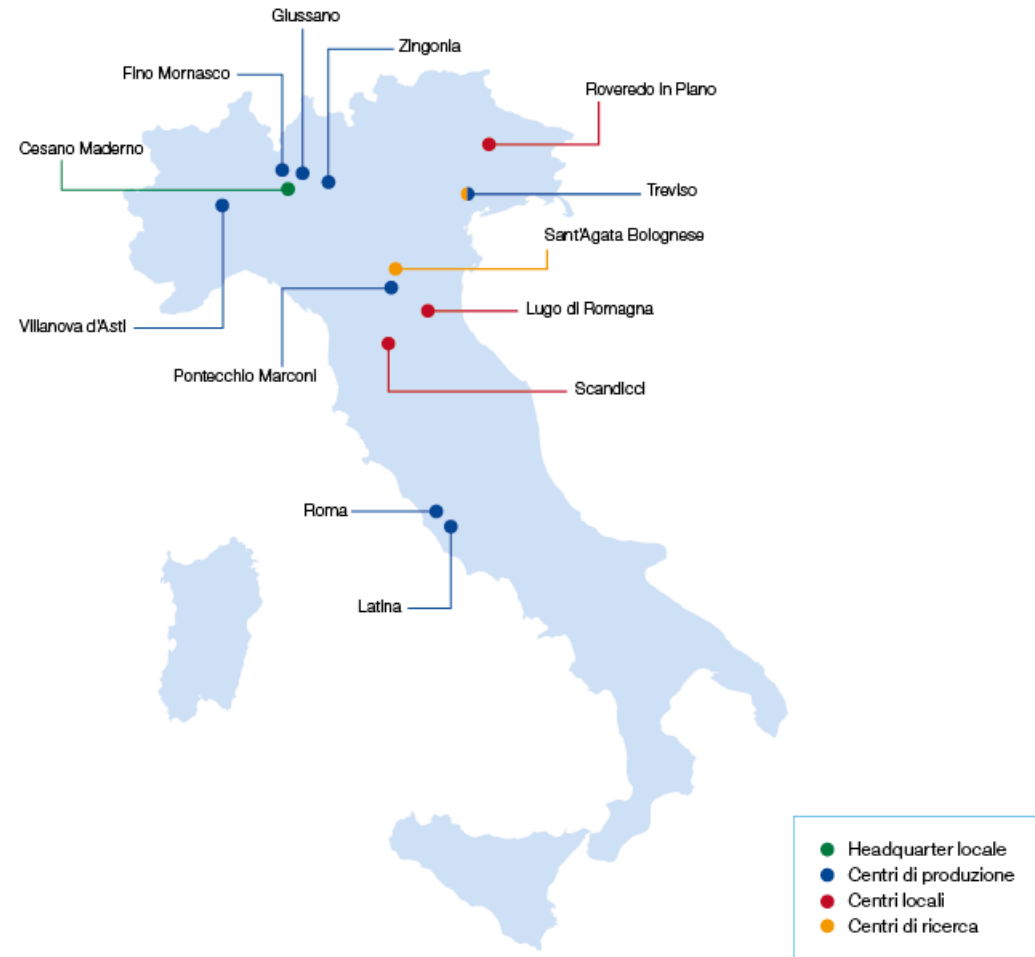 Giussano
Zingonia
Fino Mornasco
Roveredo in Piano
Cesano Maderno
Treviso
Sant'Agata Bolognese
Lugo di Romagna
Villanova d'Asti
Pontecchio Marconi
Scandicci
Roma
Latina
Headquarter locale
Centri di produzione
Centri locali
Centri di ricerca